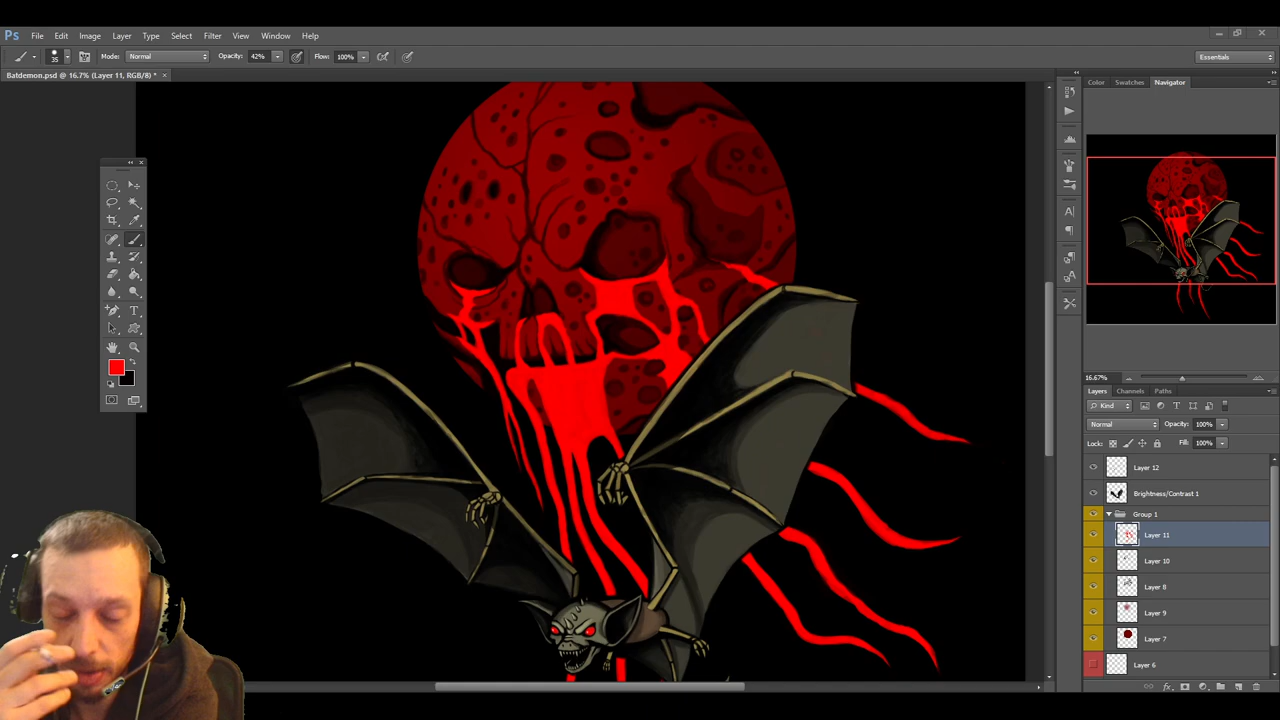 Ps File Edit Image Layer Type Select Filter View Window Help
35 Mode: Normal Opacity: 42% Flow: 100% Essentials
Batdemon.psd @ 16.7% (Layer 11, RGB/8) * ×
Color Swatches Navigator
16.67%
Layers Channels Paths
Kind
Normal Opacity: 100%
Lock: Fill: 100%
Layer 12
Brightness/Contrast 1
Group 1
Layer 11
Layer 10
Layer 8
Layer 9
Layer 7
Layer 6